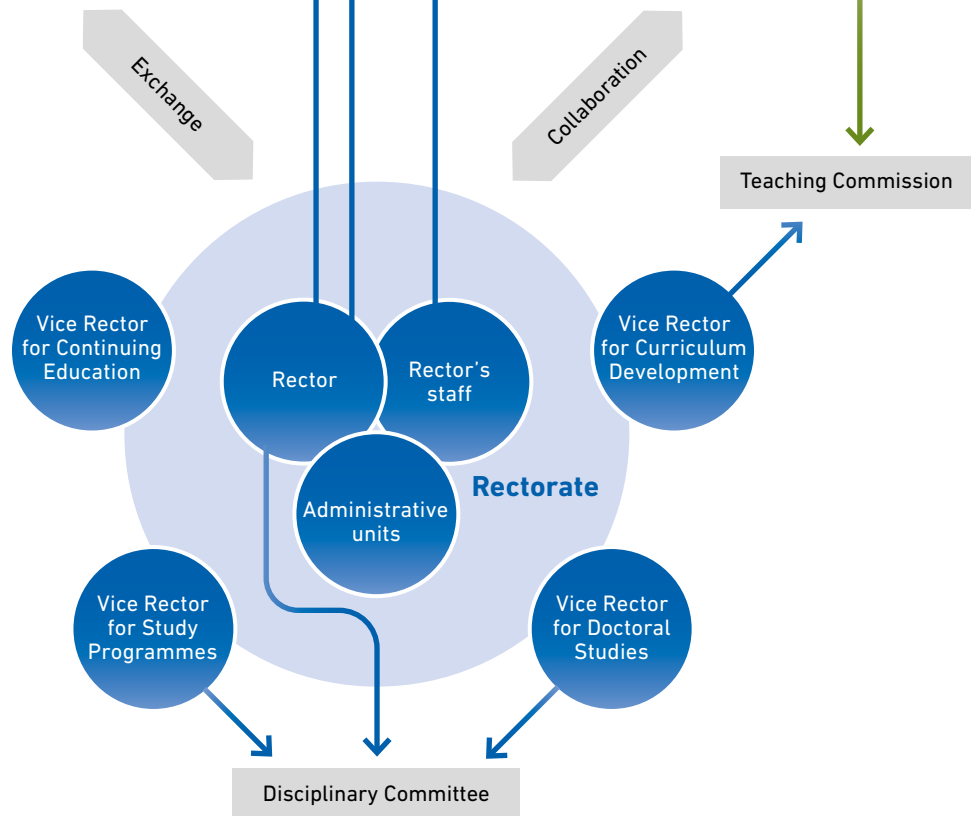 Exchange
Collaboration
Teaching Commission
Vice Rector
for Continuing
Education
Rector
Rector's
staff
Vice Rector
for Curriculum
Development
Rectorate
Administrative
units
Vice Rector
for Study
Programmes
Vice Rector
for Doctoral
Studies
Disciplinary Committee